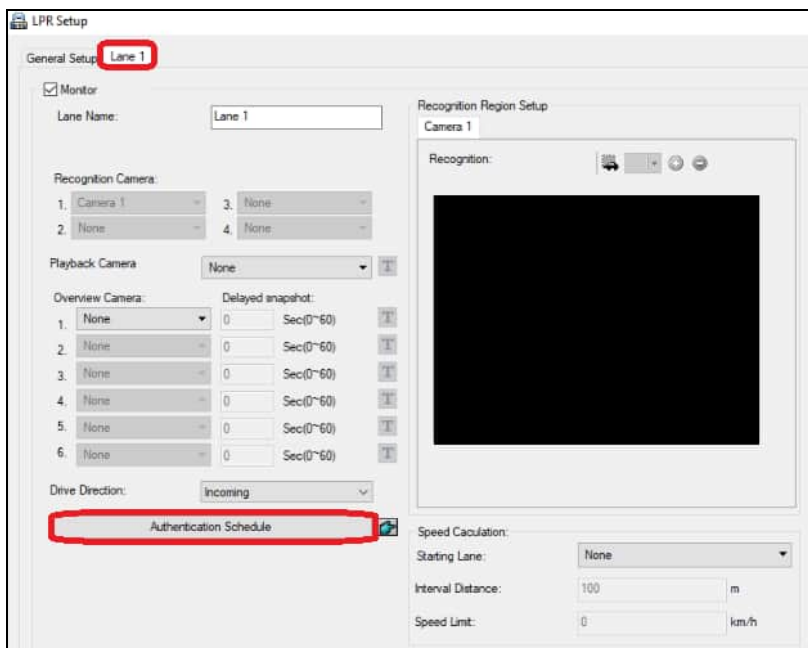 LPR Setup
General Setup Lane 1
Monitor
Lane Name: Lane 1
Recognition Camera:
1. Camera 1 3. None
2. None 4. None
Playback Camera None T
Overview Camera: Delayed snapshot:
1. None 0 Sec(0~60) T
2. None 0 Sec(0~60) T
3. None 0 Sec(0~60) T
4. None 0 Sec(0~60) T
5. None 0 Sec(0~60) T
6. None 0 Sec(0~60) T
Drive Direction: Incoming
Authentication Schedule
Recognition Region Setup
Camera 1
Recognition:
Speed Caculation:
Starting Lane: None
Interval Distance: 100 m
Speed Limit: 0 km/h